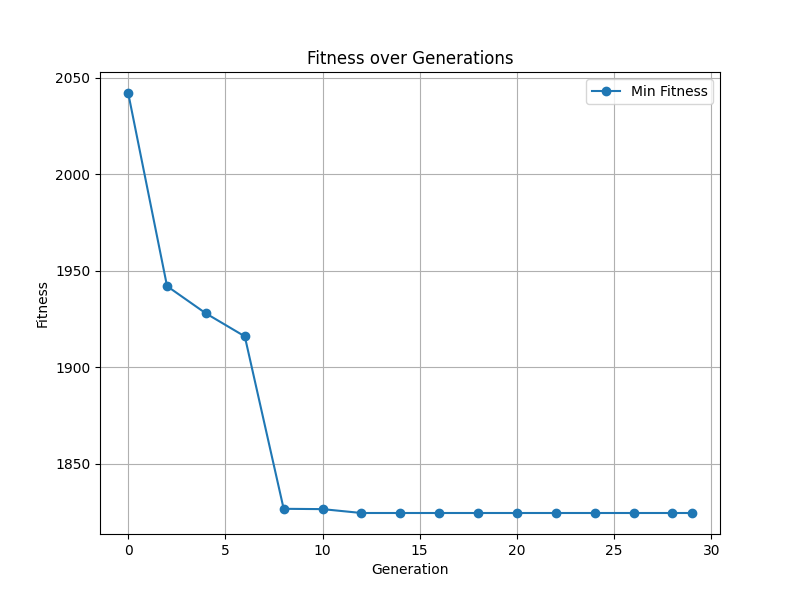 Fitness over Generations
Min Fitness
2050
2000
1950
1900
1850
Fitness
0 5 10 15 20 25 30
Generation